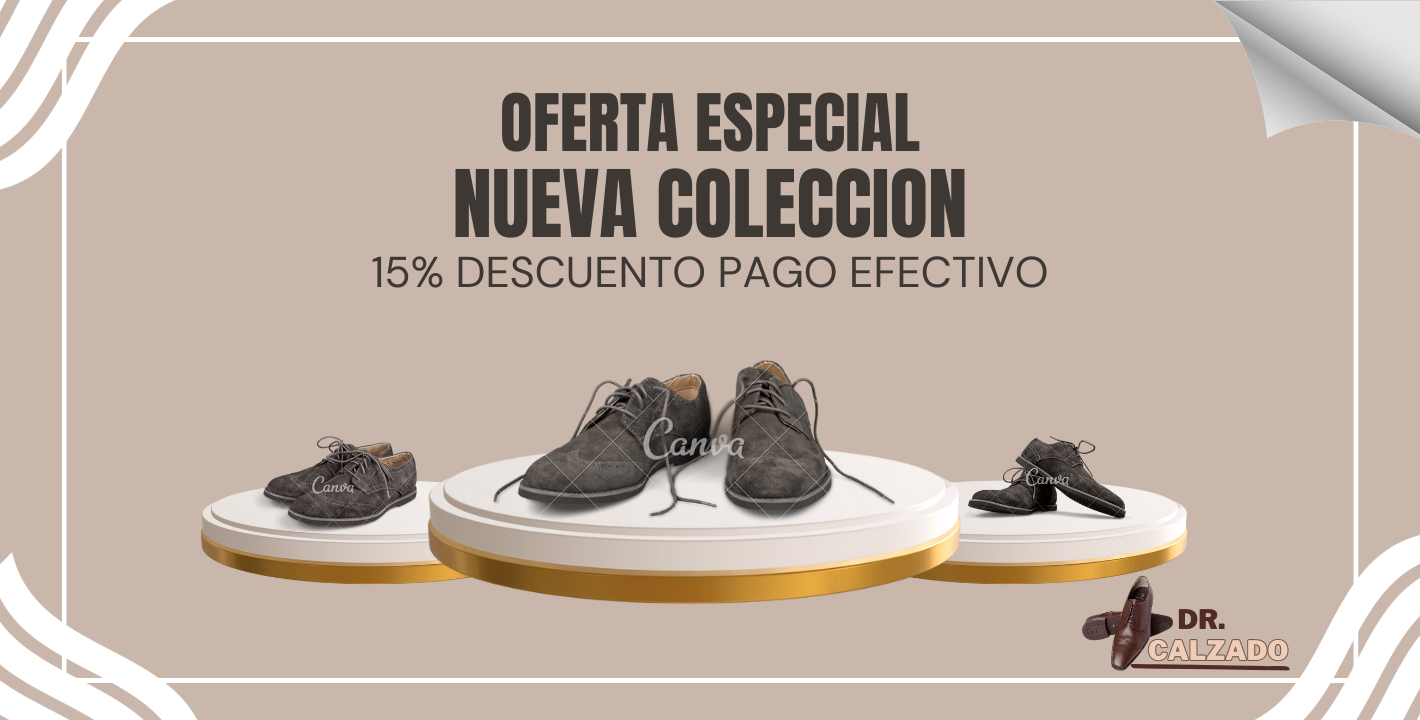 OFERTA ESPECIAL
NUEVA COLECCION
15% DESCUENTO PAGO EFECTIVO
Canva
Canva
Canva
DR.
CALZADO